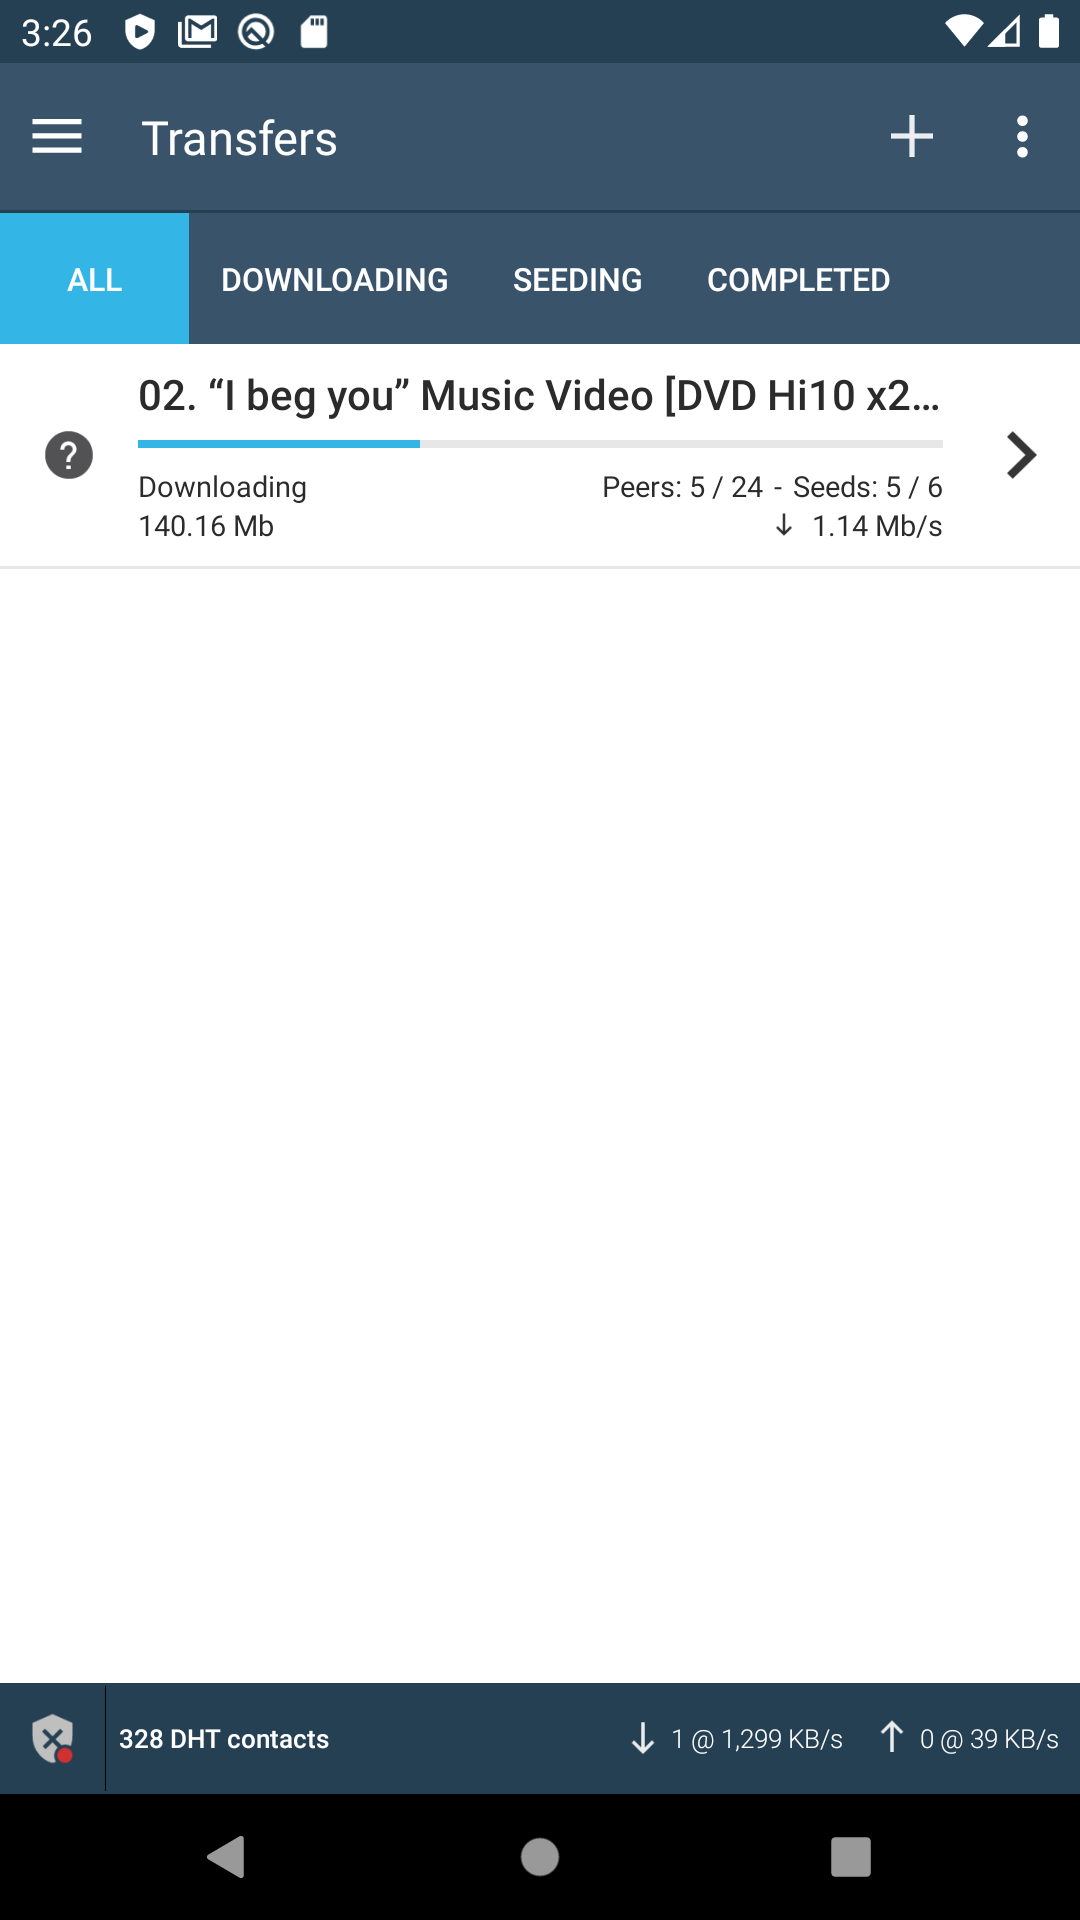 3:26
Transfers
ALL DOWNLOADING SEEDING COMPLETED
02. “I beg you” Music Video [DVD Hi10 x2...
Downloading Peers: 5 / 24 - Seeds: 5 / 6
140.16 Mb ↓ 1.14 Mb/s
328 DHT contacts ↓ 1 @ 1,299 KB/s ↑ 0 @ 39 KB/s